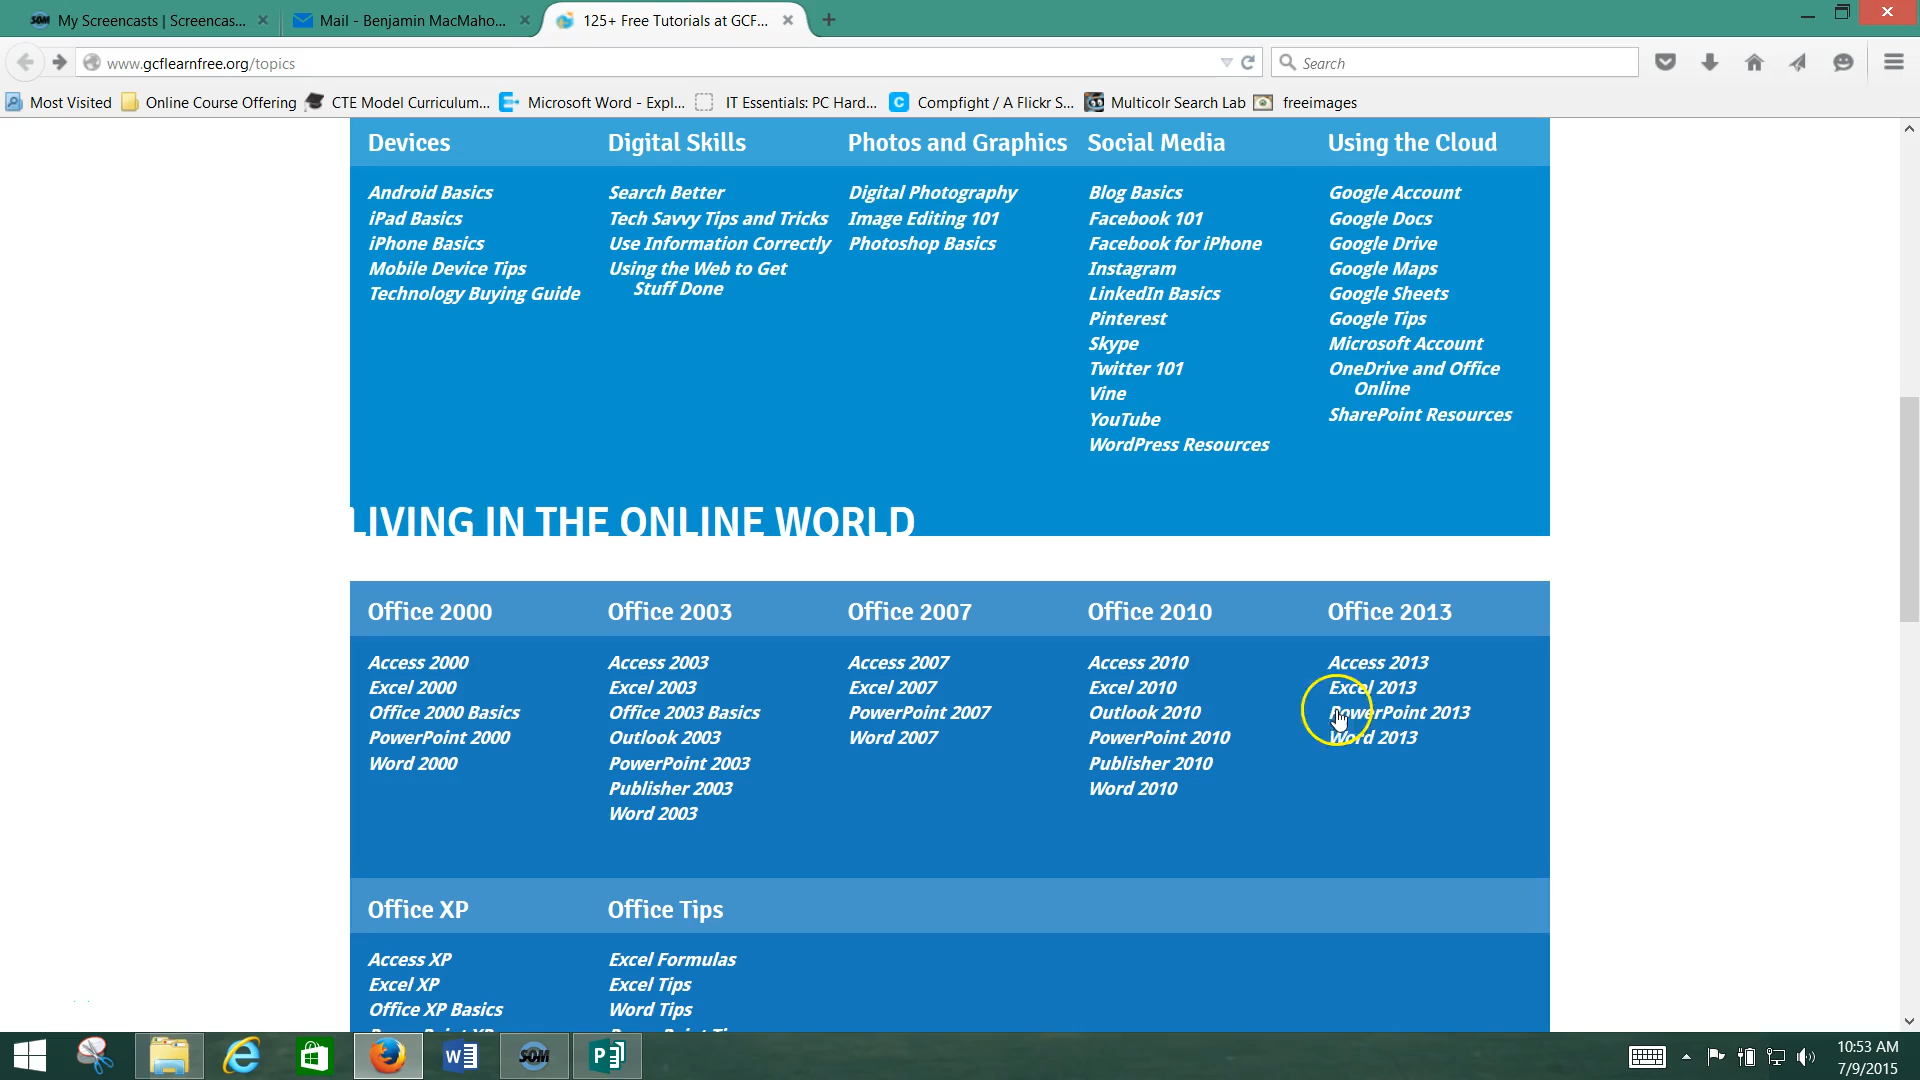 My Screencasts | Screencas...
Mail - Benjamin MacMaho...
125+ Free Tutorials at GCF...
www.gcflearnfree.org/topics
Search
Most Visited
Online Course Offering
CTE Model Curriculum...
Microsoft Word - Expl...
IT Essentials: PC Hard...
Compfight / A Flickr S...
Multicolr Search Lab
freeimages
Devices
Android Basics
iPad Basics
iPhone Basics
Mobile Device Tips
Technology Buying Guide
Digital Skills
Search Better
Tech Savvy Tips and Tricks
Use Information Correctly
Using the Web to Get
Stuff Done
Photos and Graphics
Digital Photography
Image Editing 101
Photoshop Basics
Social Media
Blog Basics
Facebook 101
Facebook for iPhone
Instagram
LinkedIn Basics
Pinterest
Skype
Twitter 101
Vine
YouTube
WordPress Resources
Using the Cloud
Google Account
Google Docs
Google Drive
Google Maps
Google Sheets
Google Tips
Microsoft Account
OneDrive and Office
Online
SharePoint Resources
LIVING IN THE ONLINE WORLD
Office 2000
Access 2000
Excel 2000
Office 2000 Basics
PowerPoint 2000
Word 2000
Office 2003
Access 2003
Excel 2003
Office 2003 Basics
Outlook 2003
PowerPoint 2003
Publisher 2003
Word 2003
Office 2007
Access 2007
Excel 2007
PowerPoint 2007
Word 2007
Office 2010
Access 2010
Excel 2010
Outlook 2010
PowerPoint 2010
Publisher 2010
Word 2010
Office 2013
Access 2013
Excel 2013
PowerPoint 2013
Word 2013
Office XP
Access XP
Excel XP
Office XP Basics
Office Tips
Excel Formulas
Excel Tips
Word Tips
SOM
10:53 AM
7/9/2015